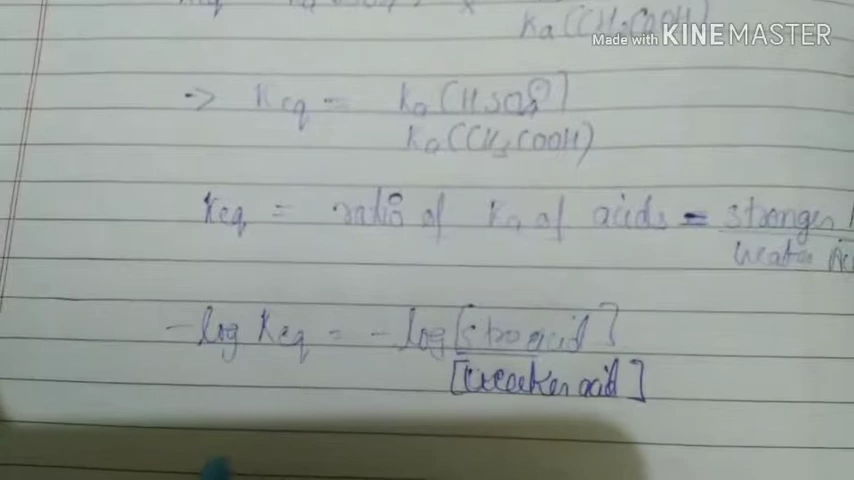 Ka(CH3COOH)
Made with KINEMASTER
-> Keq = Ka(HSO4⊖)
Ka(CH3COOH)
Keq = ratio of Ka of acids = stronger
weaker
-log Keq = -log [stro acid]
[weaker acid]